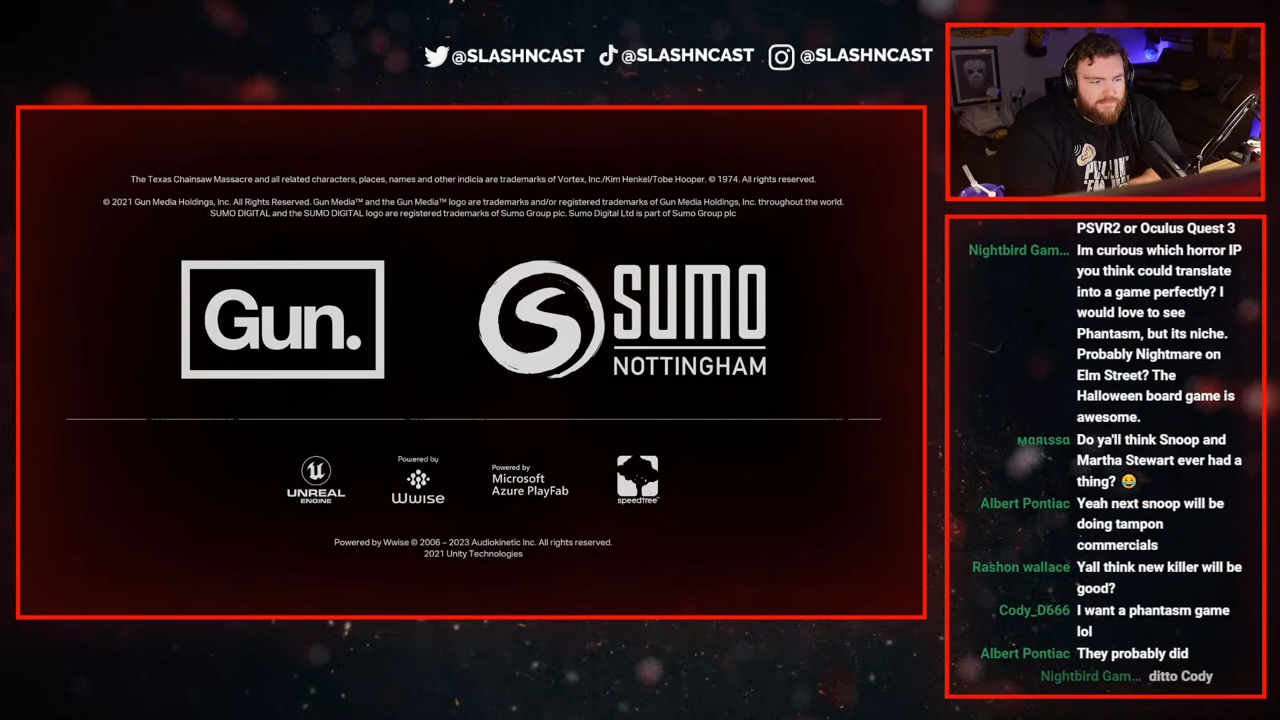 @SLASHNCAST @SLASHNCAST @SLASHNCAST
The Texas Chainsaw Massacre and all related characters, places, names and other indicia are trademarks of Vortex, Inc./Kim Henkel/Tobe Hooper. © 1974. All rights reserved.
© 2021 Gun Media Holdings, Inc. All Rights Reserved. Gun Media™ and the Gun Media™ logo are trademarks and/or registered trademarks of Gun Media Holdings, Inc. throughout the world.
SUMO DIGITAL and the SUMO DIGITAL logo are registered trademarks of Sumo Group plc. Sumo Digital Ltd is part of Sumo Group plc
Gun.
SUMO
NOTTINGHAM
UNREAL
ENGINE
Powered by
Wwise
Powered by
Microsoft
Azure PlayFab
speedtree
Powered by Wwise © 2006 – 2023 Audiokinetic Inc. All rights reserved.
2021 Unity Technologies
PSVR2 or Oculus Quest 3
Nightbird Gam... Im curious which horror IP
you think could translate
into a game perfectly? I
would love to see
Phantasm, but its niche.
Probably Nightmare on
Elm Street? The
Halloween board game is
awesome.
мαяιssα Do ya'll think Snoop and
Martha Stewart ever had a
thing? 😂
Albert Pontiac Yeah next snoop will be
doing tampon
commercials
Rashon wallace Yall think new killer will be
good?
Cody_D666 I want a phantasm game
lol
Albert Pontiac They probably did
Nightbird Gam... ditto Cody